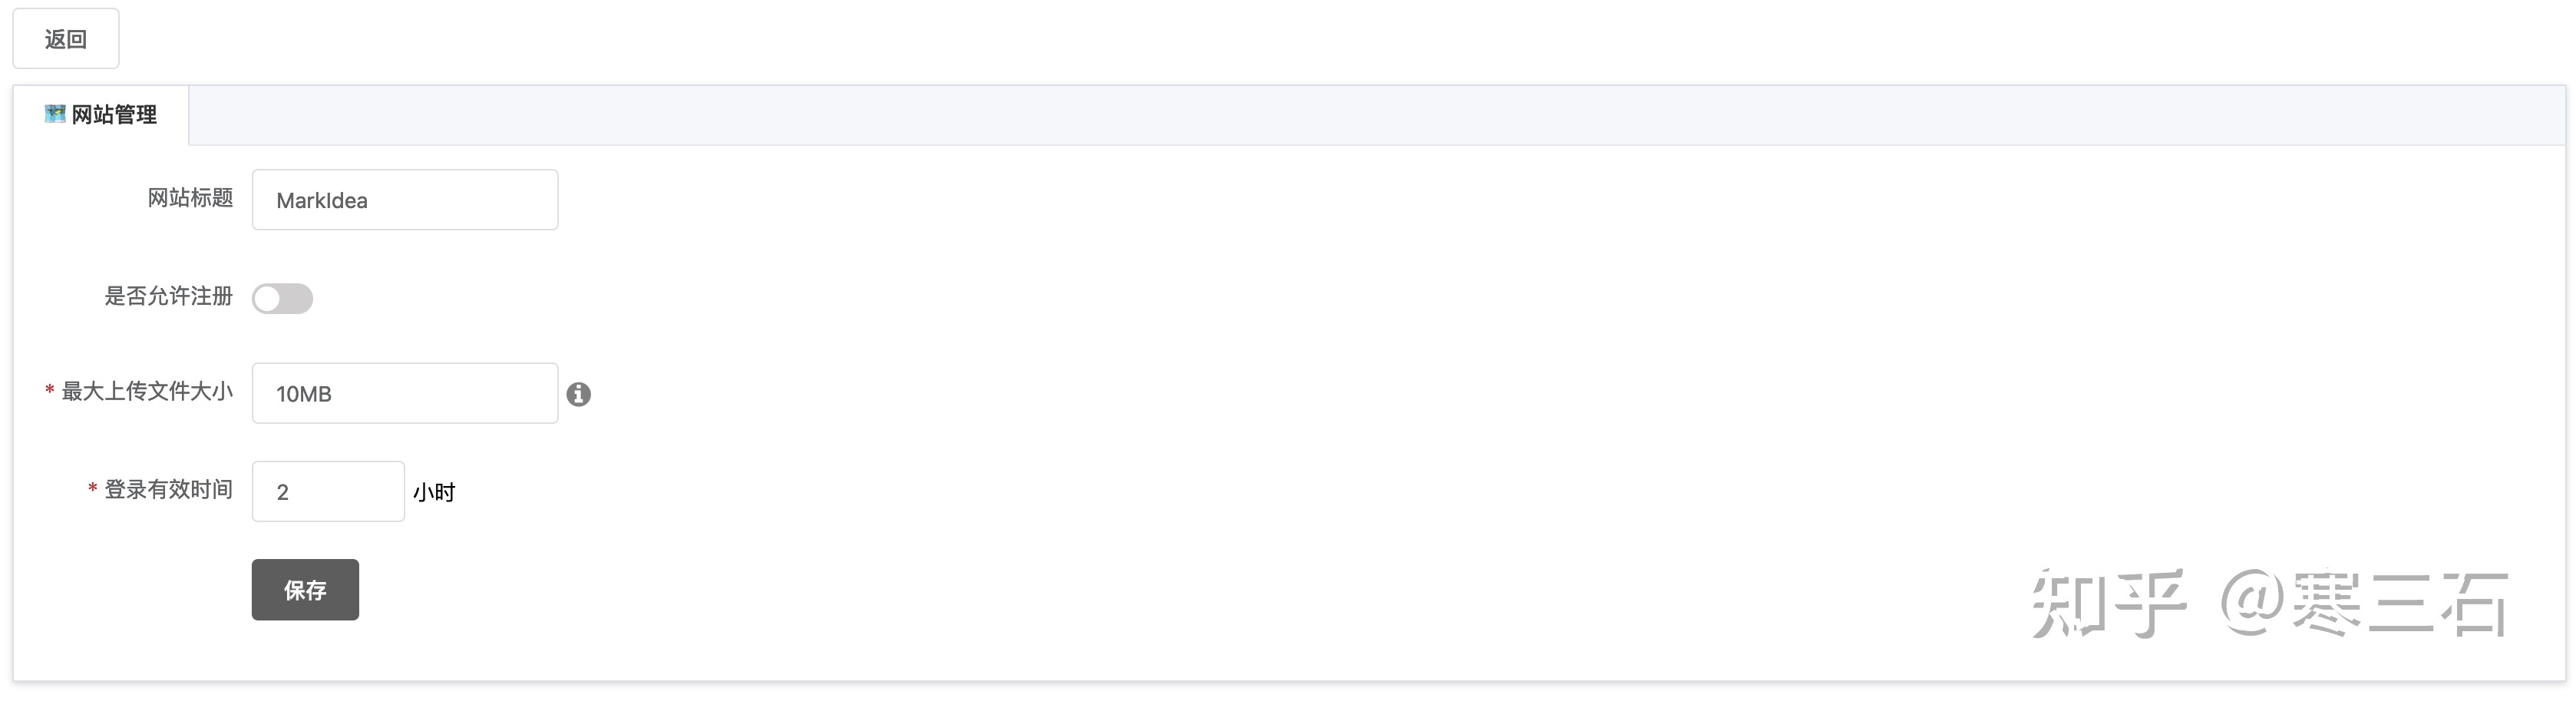 返回
网站管理
网站标题 MarkIdea
是否允许注册
* 最大上传文件大小 10MB
* 登录有效时间 2 小时
保存
知乎 @寒三石